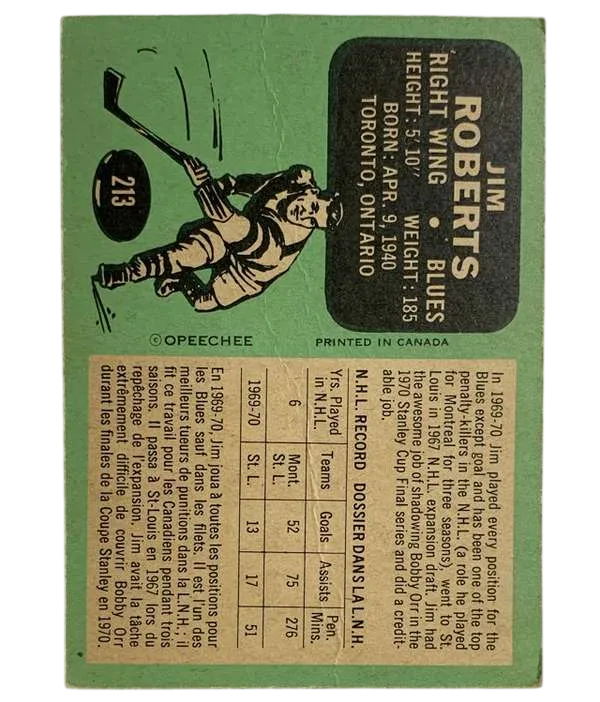 JIM
ROBERTS
RIGHT WING • BLUES
HEIGHT: 5'10" WEIGHT: 185
BORN: APR. 9, 1940
TORONTO, ONTARIO
213
©OPEECHEE PRINTED IN CANADA
In 1969-70 Jim played every position for the
Blues except goal and has been one of the top
penalty-killers in the N.H.L. (a role he played
for Montreal for three seasons), went to St.
Louis in 1967 N.H.L. expansion draft. Jim had
the awesome job of shadowing Bobby Orr in the
1970 Stanley Cup Final series and did a credit-
able job.
N.H.L. RECORD DOSSIER DANS LA L.N.H.
Yrs. Played in N.H.L. Teams Goals Assists Pen. Mins.
6 Mont. St. L. 52 75 276
1969-70 St. L. 13 17 51
En 1969-70 Jim joua à toutes les positions pour
les Blues sauf dans les filets. Il est l'un des
meilleurs tueurs de punitions dans la L.N.H.; il
fit ce travail pour les Canadiens pendant trois
saisons. Il passa à St-Louis en 1967 lors du
repêchage de l'expansion. Jim avait la tâche
extrêmement difficile de couvrir Bobby Orr
durant les finales de la Coupe Stanley en 1970.